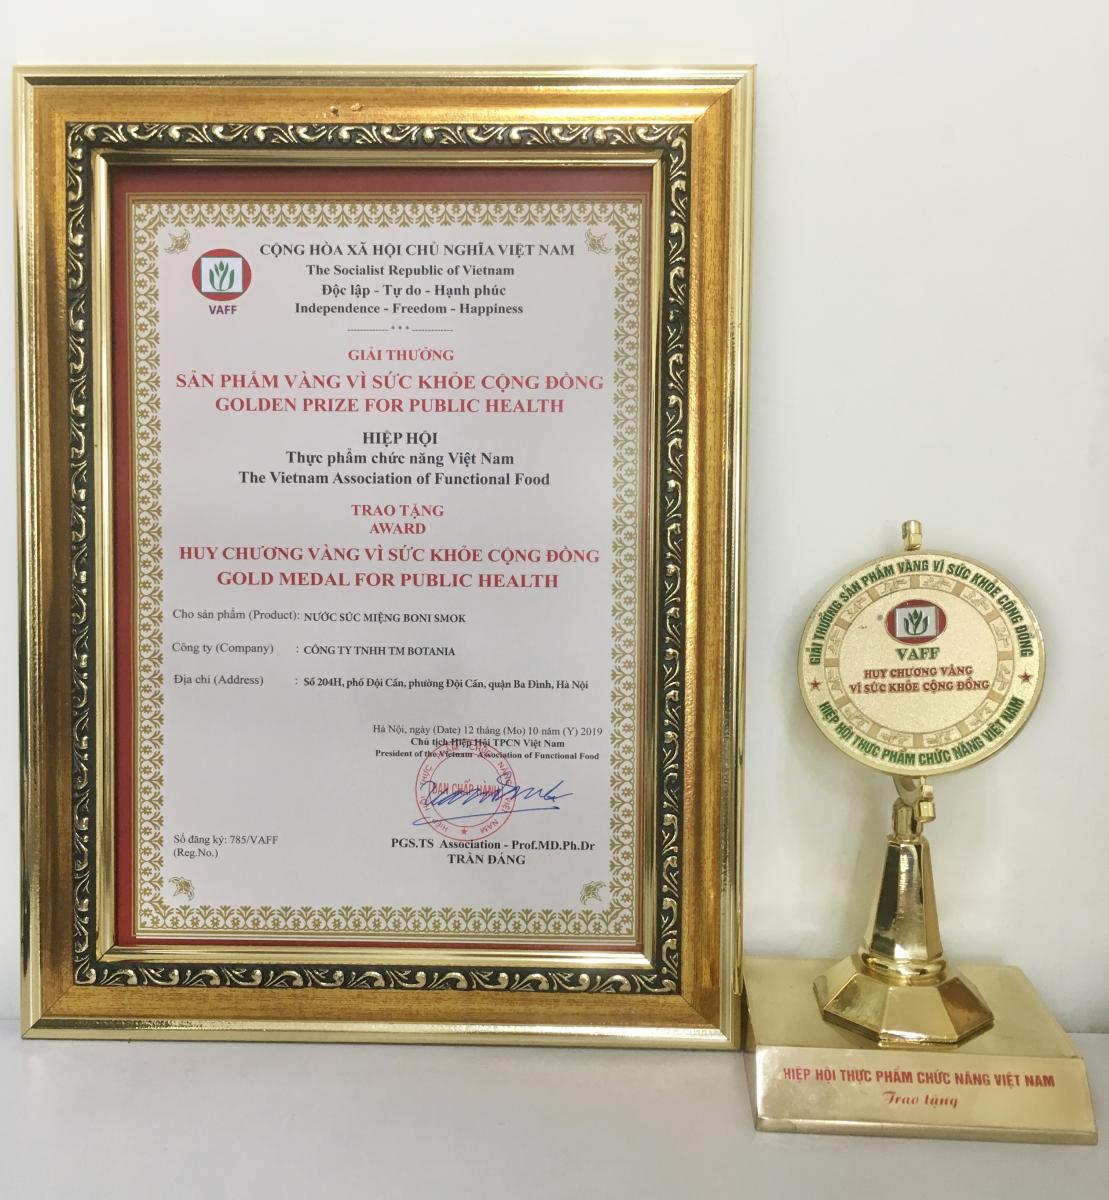 CỘNG HÒA XÃ HỘI CHỦ NGHĨA VIỆT NAM
The Socialist Republic of Vietnam
Độc lập - Tự do - Hạnh phúc
Independence - Freedom - Happiness
------------- * * * -------------
VAFF
GIẢI THƯỞNG
SẢN PHẨM VÀNG VÌ SỨC KHỎE CỘNG ĐỒNG
GOLDEN PRIZE FOR PUBLIC HEALTH
HIỆP HỘI
Thực phẩm chức năng Việt Nam
The Vietnam Association of Functional Food
TRAO TẶNG
AWARD
HUY CHƯƠNG VÀNG VÌ SỨC KHỎE CỘNG ĐỒNG
GOLD MEDAL FOR PUBLIC HEALTH
Cho sản phẩm (Product): NƯỚC SÚC MIỆNG BONI SMOK
Công ty (Company) : CÔNG TY TNHH TM BOTANIA
Địa chỉ (Address) : Số 204H, phố Đội Cấn, phường Đội Cấn, quận Ba Đình, Hà Nội
Hà Nội, ngày (Date) 12 tháng (Mo) 10 năm (Y) 2019
Chủ tịch Hiệp Hội TPCN Việt Nam
President of the Vietnam Association of Functional Food
BAN CHẤP HÀNH
HIỆP HỘI THỰC PHẨM CHỨC NĂNG VIỆT NAM
Số đăng ký: 785/VAFF
(Reg.No.)
PGS.TS Association - Prof.MD.Ph.Dr
TRẦN ĐÁNG
GIẢI THƯỞNG SẢN PHẨM VÀNG VÌ SỨC KHỎE CỘNG ĐỒNG
VAFF
HUY CHƯƠNG VÀNG
VÌ SỨC KHỎE CỘNG ĐỒNG
HIỆP HỘI THỰC PHẨM CHỨC NĂNG VIỆT NAM
HIỆP HỘI THỰC PHẨM CHỨC NĂNG VIỆT NAM
Trao tặng